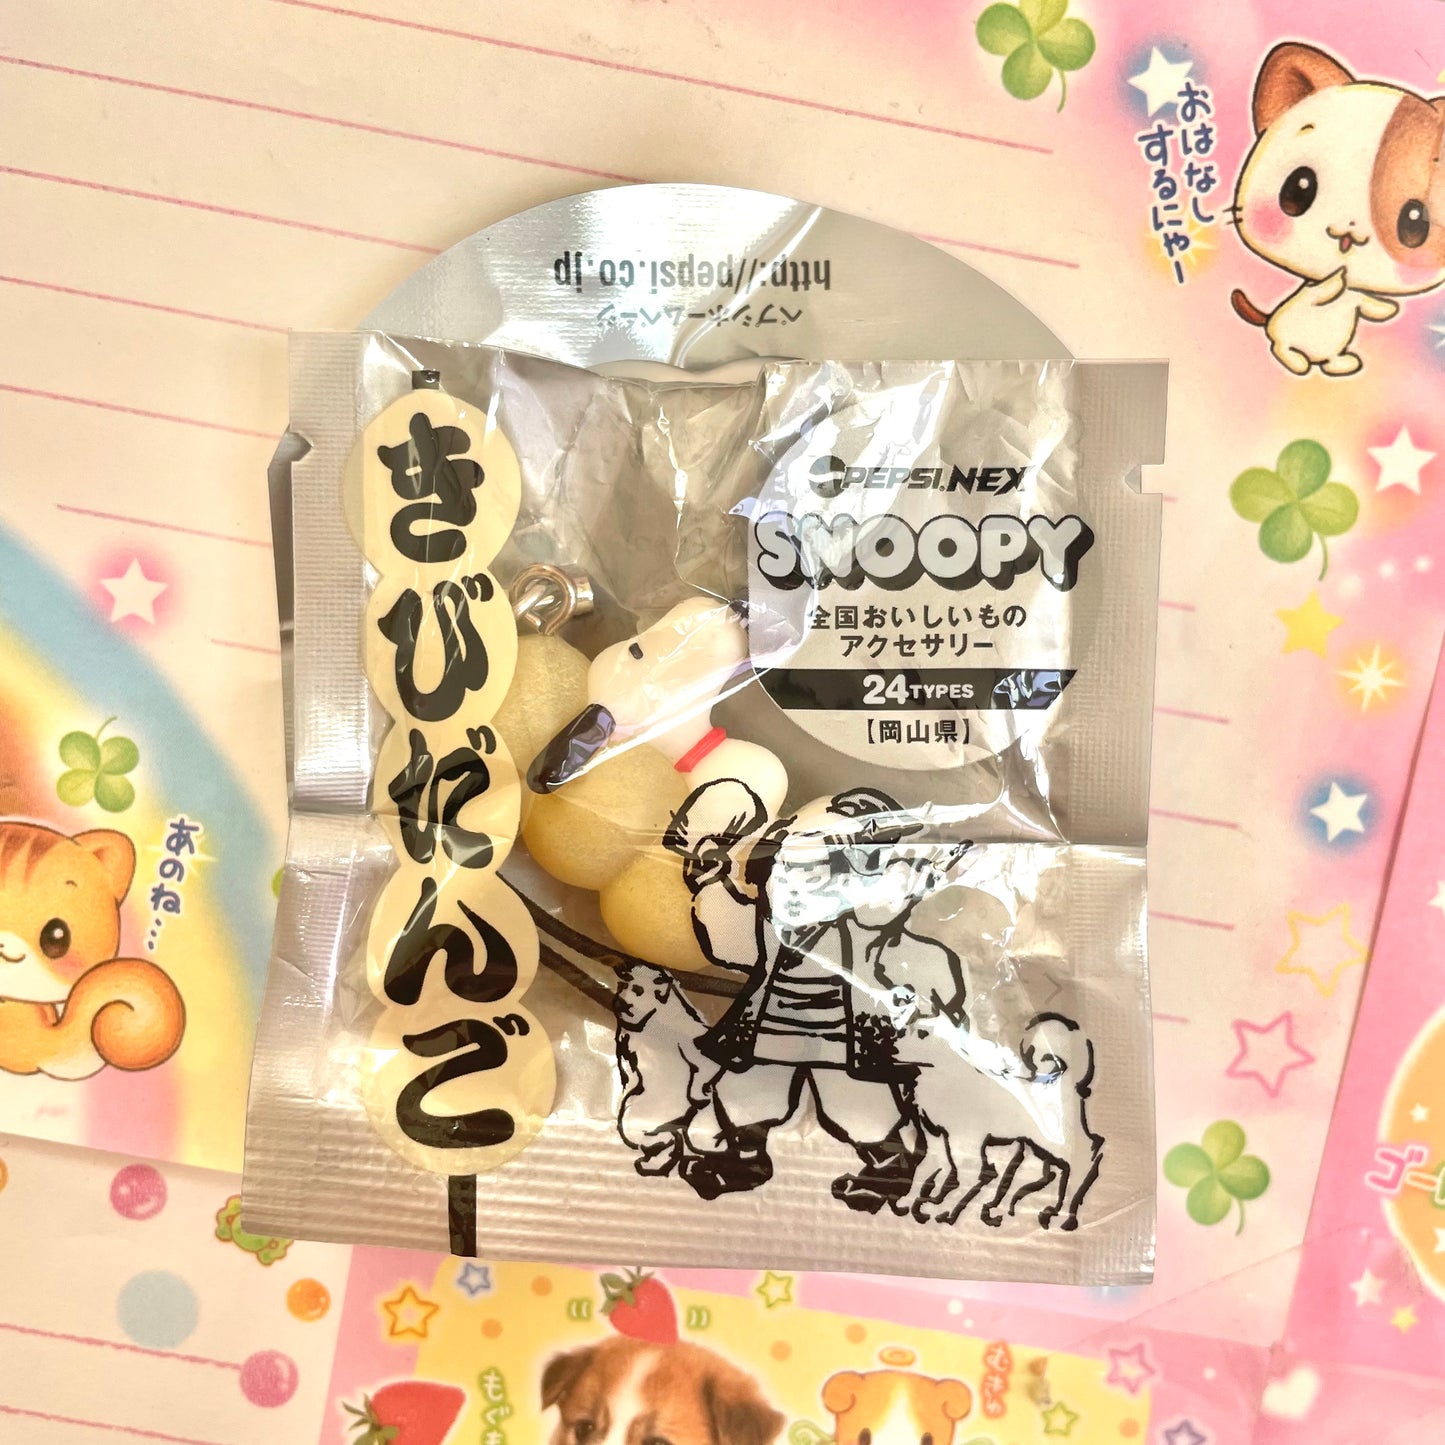 http://pepsi.co.jp
ペプシホームページ
きびだんご
PEPSI NEX
SNOOPY
全国おいしいもの
アクセサリー
24TYPES
【岡山県】
おはなし
するにゃー
あのね…